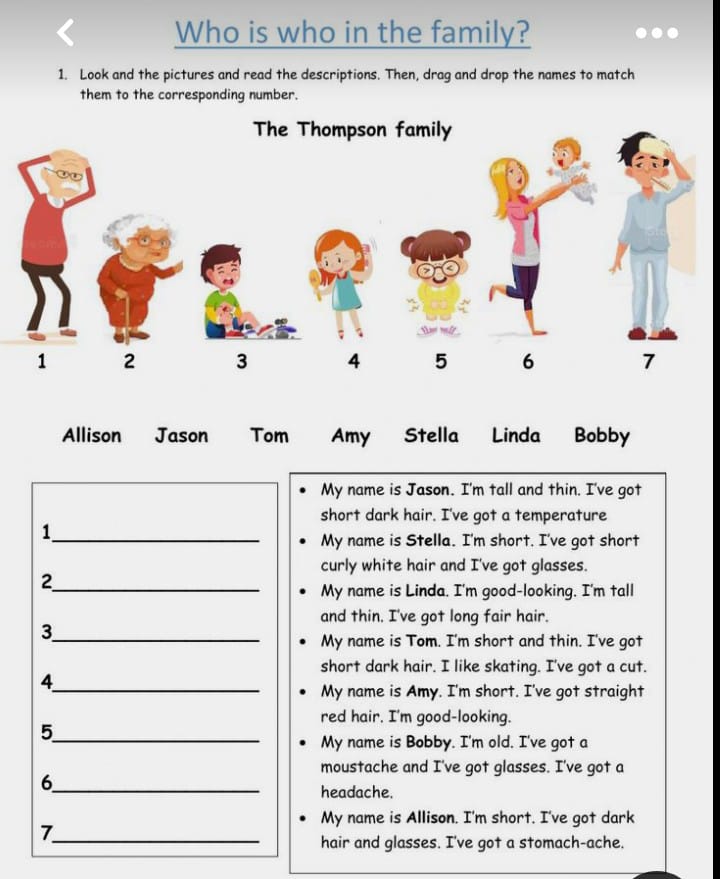 Who is who in the family?
1. Look and the pictures and read the descriptions. Then, drag and drop the names to match
them to the corresponding number.
The Thompson family
1 2 3 4 5 6 7
Allison Jason Tom Amy Stella Linda Bobby
1
2
3
4
5
6
7
• My name is Jason. I'm tall and thin. I've got
short dark hair. I've got a temperature
• My name is Stella. I'm short. I've got short
curly white hair and I've got glasses.
• My name is Linda. I'm good-looking. I'm tall
and thin. I've got long fair hair.
• My name is Tom. I'm short and thin. I've got
short dark hair. I like skating. I've got a cut.
• My name is Amy. I'm short. I've got straight
red hair. I'm good-looking.
• My name is Bobby. I'm old. I've got a
moustache and I've got glasses. I've got a
headache.
• My name is Allison. I'm short. I've got dark
hair and glasses. I've got a stomach-ache.